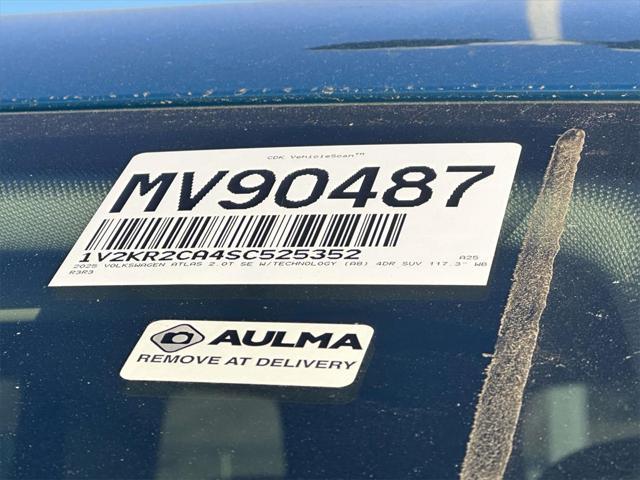 CDK VehicleScan™
MV90487
1V2KR2CA4SC525352
A25
2025 VOLKSWAGEN ATLAS 2.0T SE W/TECHNOLOGY (A8) 4DR SUV 117.3" WB
R3R3
AULMA
REMOVE AT DELIVERY